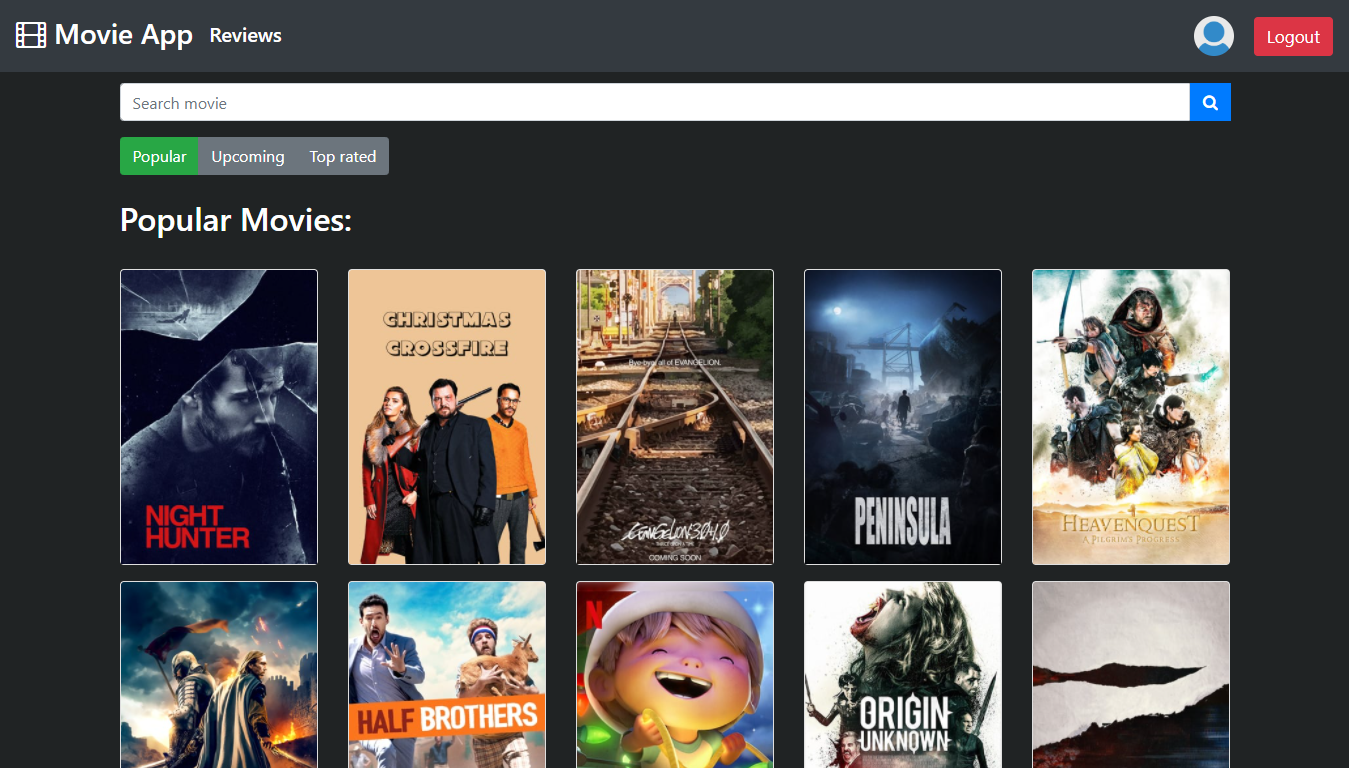 Movie App
Reviews
Logout
Search movie
Popular
Upcoming
Top rated
Popular Movies:
NIGHT
HUNTER
CHRISTMAS
CROSSFIRE
Bye-bye, all of EVANGELION.
EVANGELION:3.0+1.0
COMING SOON
PENINSULA
HEAVENQUEST
A PILGRIM'S PROGRESS
HALF BROTHERS
N
ORIGIN
UNKNOWN